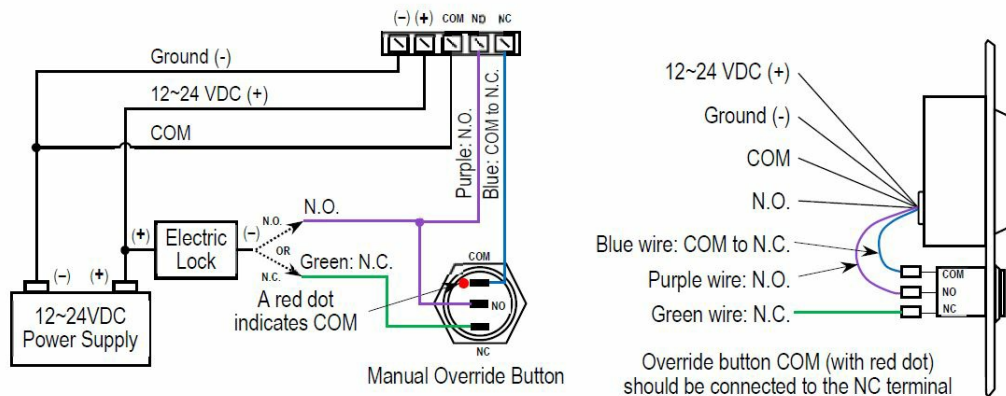 (-) (+) COM NO NC
Ground (-)
12~24 VDC (+)
COM
Purple: N.O.
Blue: COM to N.C.
N.O.
N.O.
(+)
Electric
Lock
(-)
OR
N.C.
Green: N.C.
COM
A red dot
indicates COM
NO
NC
(-) (+)
12~24VDC
Power Supply
Manual Override Button
12~24 VDC (+)
Ground (-)
COM
N.O.
Blue wire: COM to N.C.
Purple wire: N.O.
Green wire: N.C.
COM
NO
NC
Override button COM (with red dot)
should be connected to the NC terminal